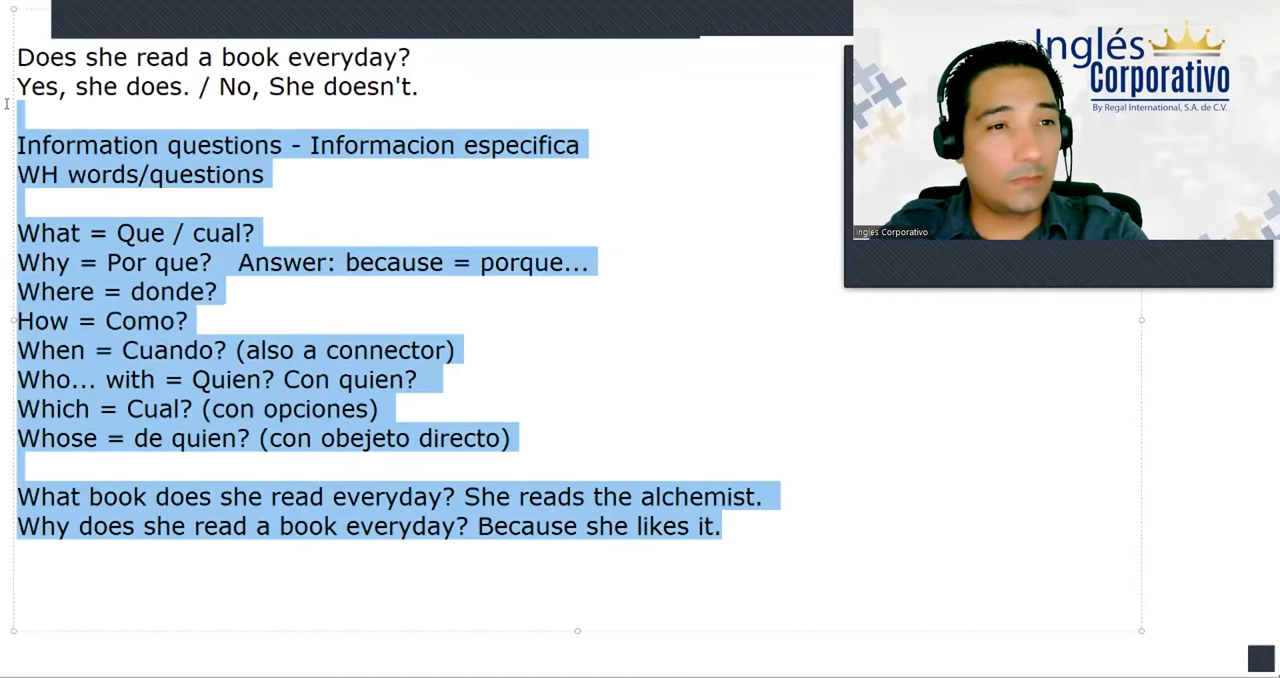 Does she read a book everyday?
Yes, she does. / No, She doesn't.
Information questions - Informacion especifica
WH words/questions
What = Que / cual?
Why = Por que? Answer: because = porque...
Where = donde?
How = Como?
When = Cuando? (also a connector)
Who... with = Quien? Con quien?
Which = Cual? (con opciones)
Whose = de quien? (con obejeto directo)
What book does she read everyday? She reads the alchemist.
Why does she read a book everyday? Because she likes it.
Inglés
Corporativo
By Regal International, S.A. de C.V.
Ingles Corporativo